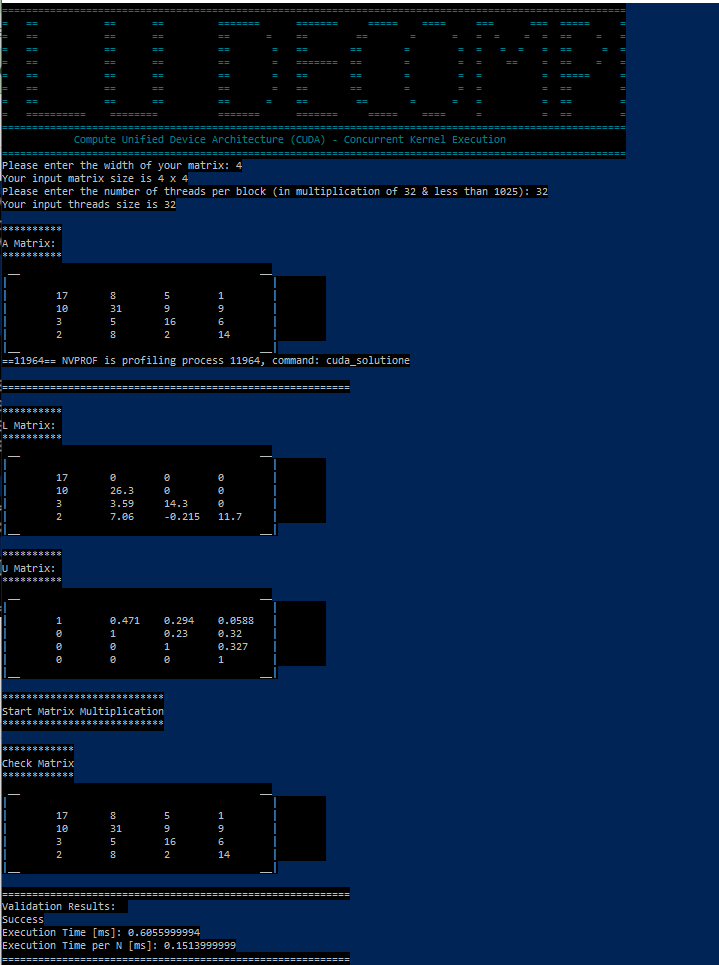 LU DECOMP
Compute Unified Device Architecture (CUDA) - Concurrent Kernel Execution
Please enter the width of your matrix: 4
Your input matrix size is 4 x 4
Please enter the number of threads per block (in multiplication of 32 & less than 1025): 32
Your input threads size is 32
**********
A Matrix:
**********
17 8 5 1
10 31 9 9
3 5 16 6
2 8 2 14
==11964== NVPROF is profiling process 11964, command: cuda_solutione
==========================================================
**********
L Matrix:
**********
17 0 0 0
10 26.3 0 0
3 3.59 14.3 0
2 7.06 -0.215 11.7
**********
U Matrix:
**********
1 0.471 0.294 0.0588
0 1 0.23 0.32
0 0 1 0.327
0 0 0 1
***************************
Start Matrix Multiplication
***************************
************
Check Matrix
************
17 8 5 1
10 31 9 9
3 5 16 6
2 8 2 14
==========================================================
Validation Results:
Success
Execution Time [ms]: 0.6055999994
Execution Time per N [ms]: 0.1513999999
==========================================================